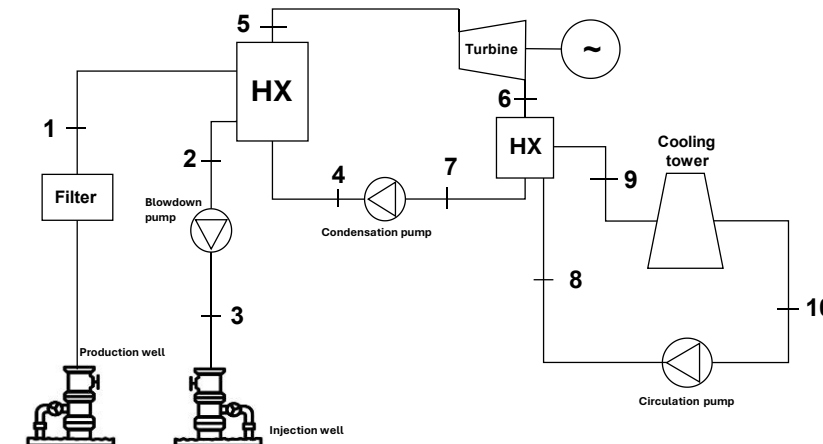 5
HX
Turbine
~
1
6
2
HX
Cooling
tower
4
7
9
Filter
Blowdown
pump
Condensation pump
8
3
10
Production well
Circulation pump
Injection well